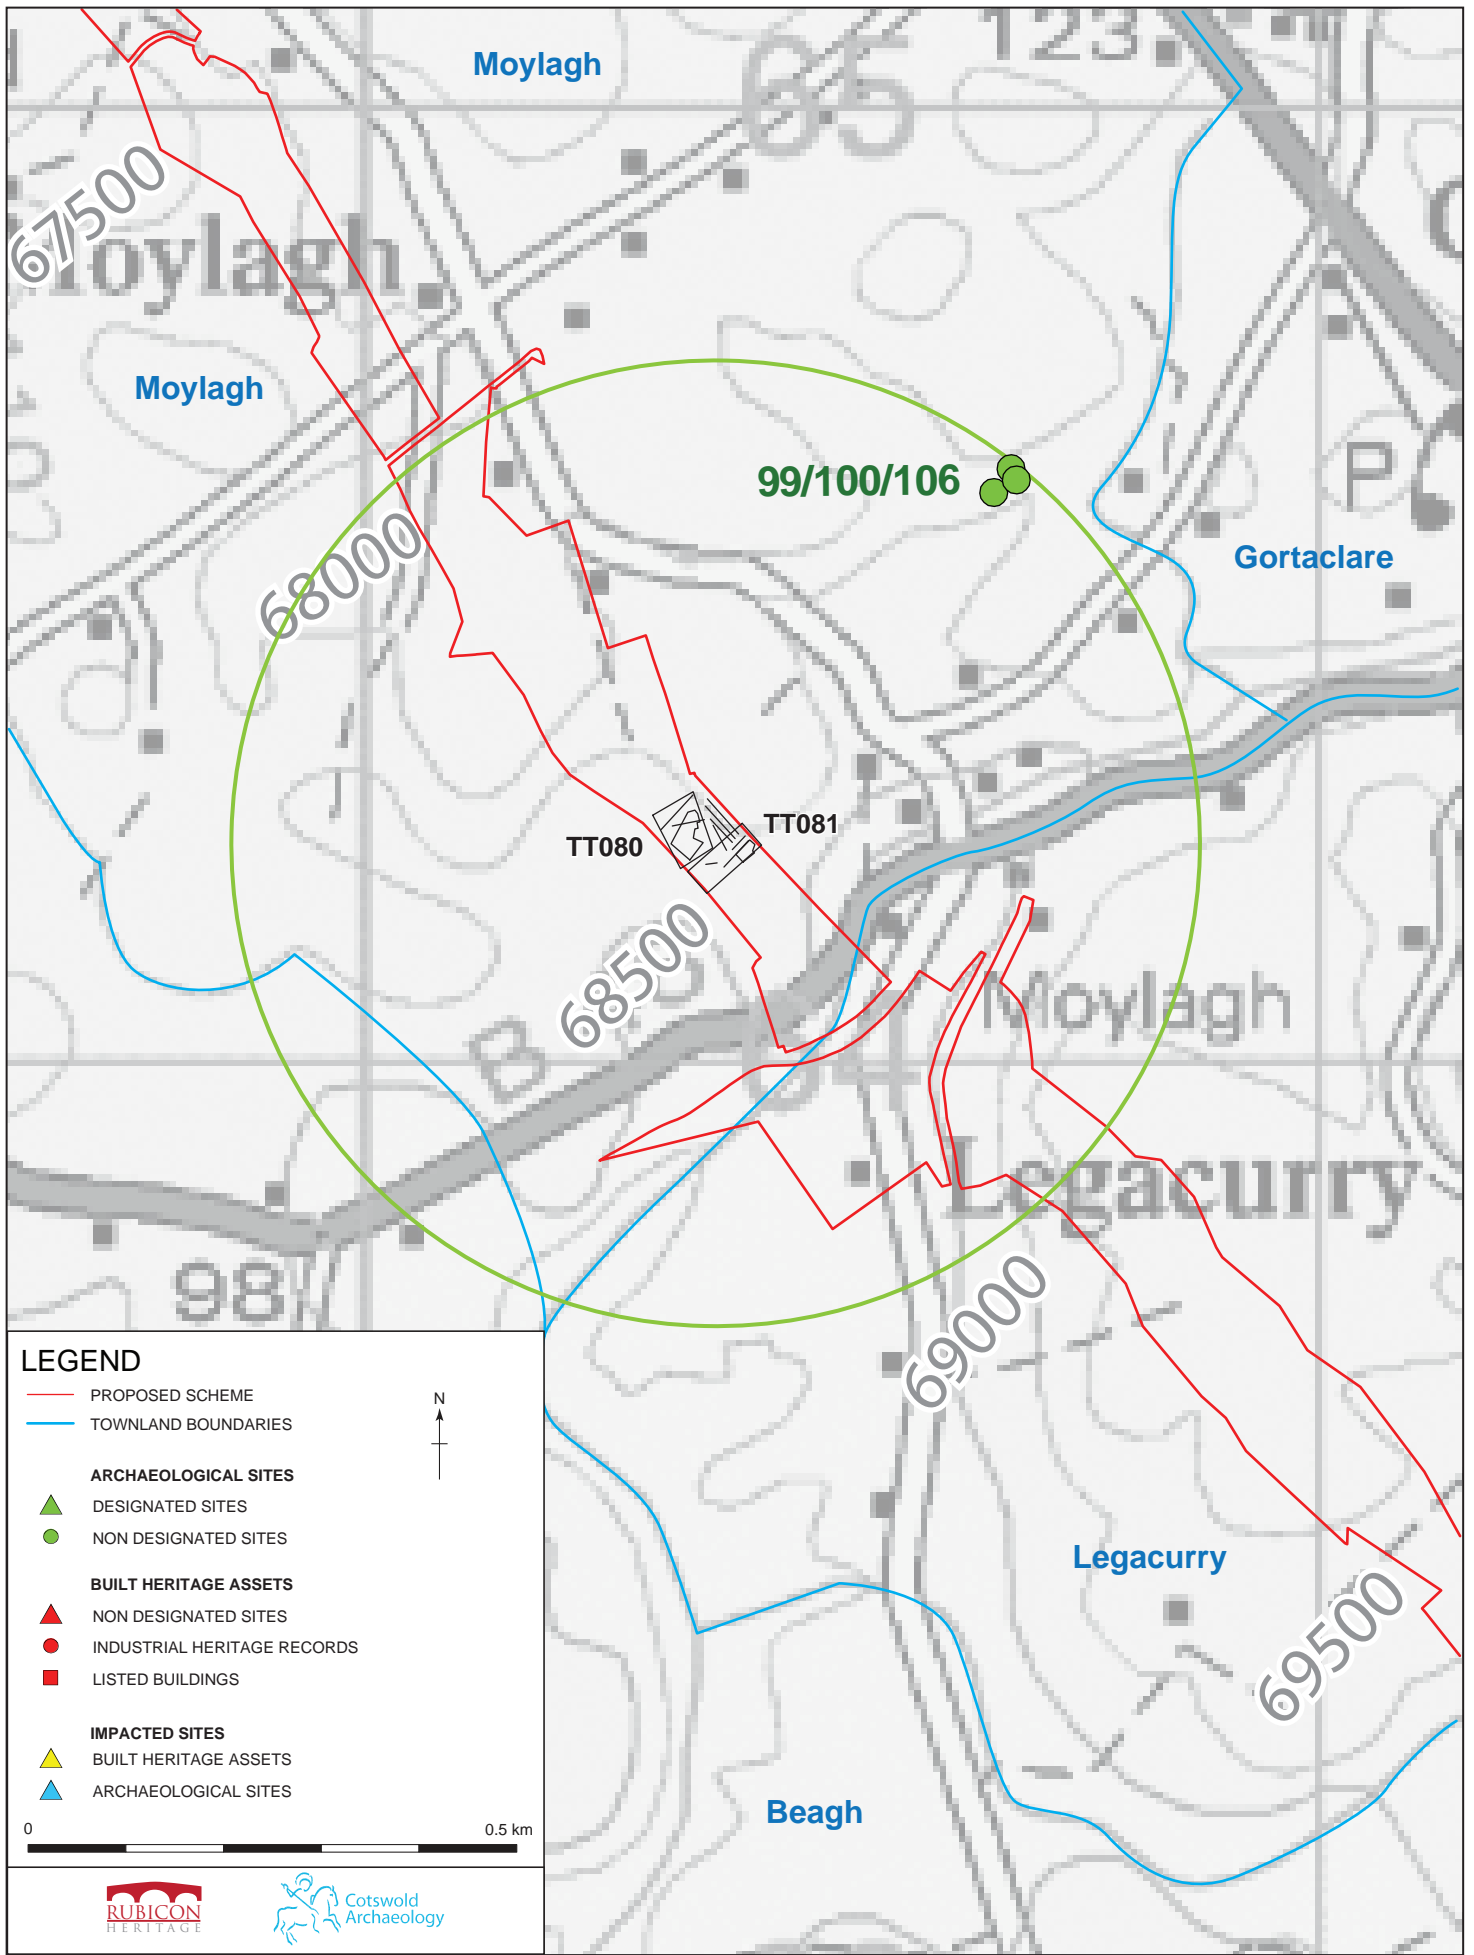 Moylagh
65
123
67500
oylagh
Moylagh
99/100/106
P
Gortaclare
68000
TT080
TT081
68500
B
Moylagh
Legacurry
98
69000
Legacurry
69500
Beagh
LEGEND
PROPOSED SCHEME
TOWNLAND BOUNDARIES
N
ARCHAEOLOGICAL SITES
DESIGNATED SITES
NON DESIGNATED SITES
BUILT HERITAGE ASSETS
NON DESIGNATED SITES
INDUSTRIAL HERITAGE RECORDS
LISTED BUILDINGS
IMPACTED SITES
BUILT HERITAGE ASSETS
ARCHAEOLOGICAL SITES
0 0.5 km
RUBICON
HERITAGE
Cotswold
Archaeology